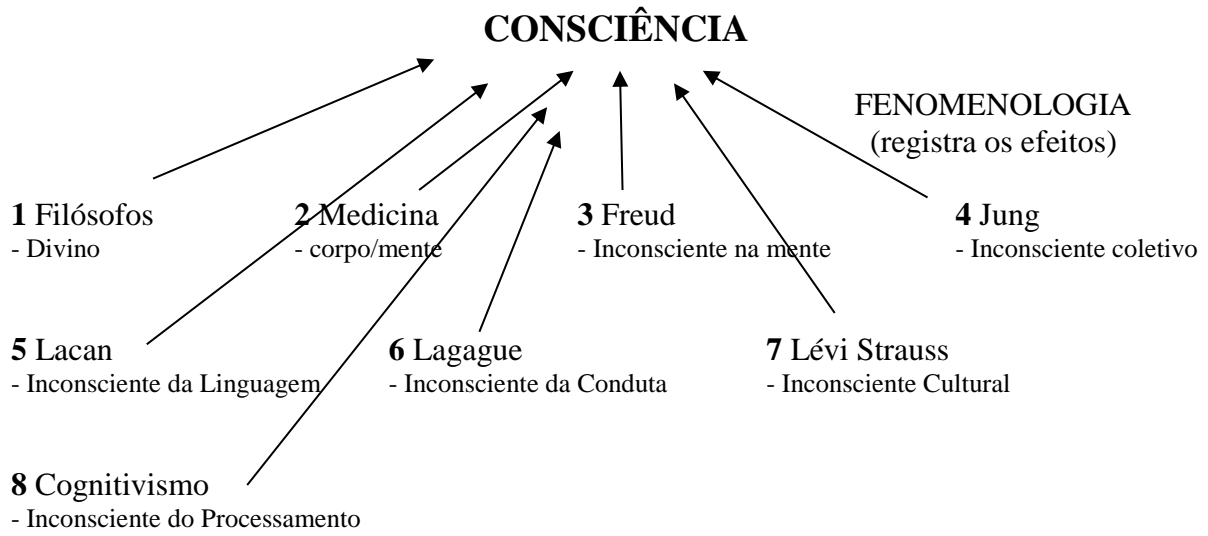 CONSCIÊNCIA
FENOMENOLOGIA
(registra os efeitos)
1 Filósofos
- Divino
2 Medicina
- corpo/mente
3 Freud
- Inconsciente na mente
4 Jung
- Inconsciente coletivo
5 Lacan
- Inconsciente da Linguagem
6 Lagague
- Inconsciente da Conduta
7 Lévi Strauss
- Inconsciente Cultural
8 Cognitivismo
- Inconsciente do Processamento